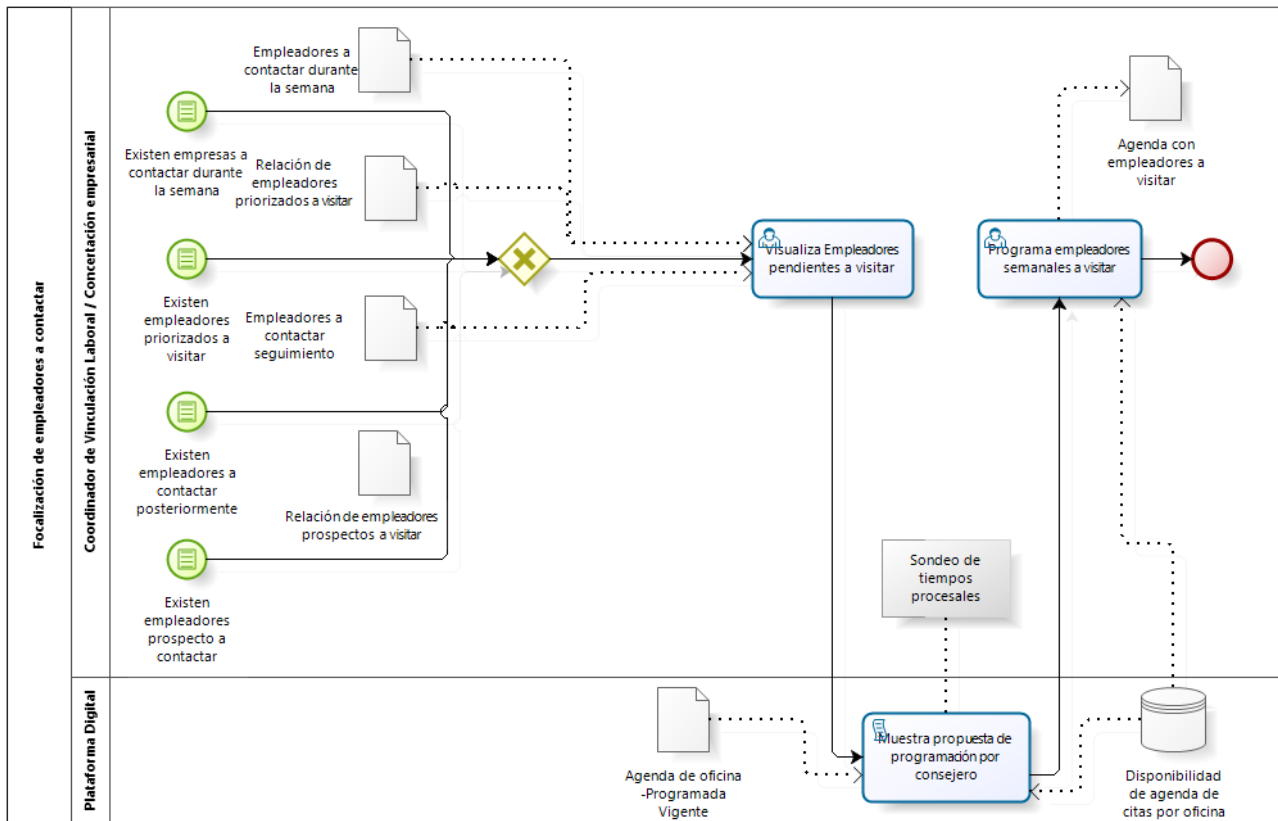 Focalización de empleadores a contactar
Coordinador de Vinculación Laboral / Concertación empresarial
Empleadores a
contactar durante
la semana
Existen empresas a
contactar durante
la semana
Relación de
empleadores
priorizados a visitar
Existen
empleadores
priorizados a
visitar
Empleadores a
contactar
seguimiento
Existen
empleadores a
contactar
posteriormente
Relación de empleadores
prospectos a visitar
Existen
empleadores
prospecto a
contactar
Visualiza Empleadores
pendientes a visitar
Programa empleadores
semanales a visitar
Agenda con
empleadores a
visitar
Sondeo de
tiempos
procesales
Plataforma Digital
Agenda de oficina
-Programada
Vigente
Muestra propuesta de
programación por
consejero
Disponibilidad
de agenda de
citas por oficina